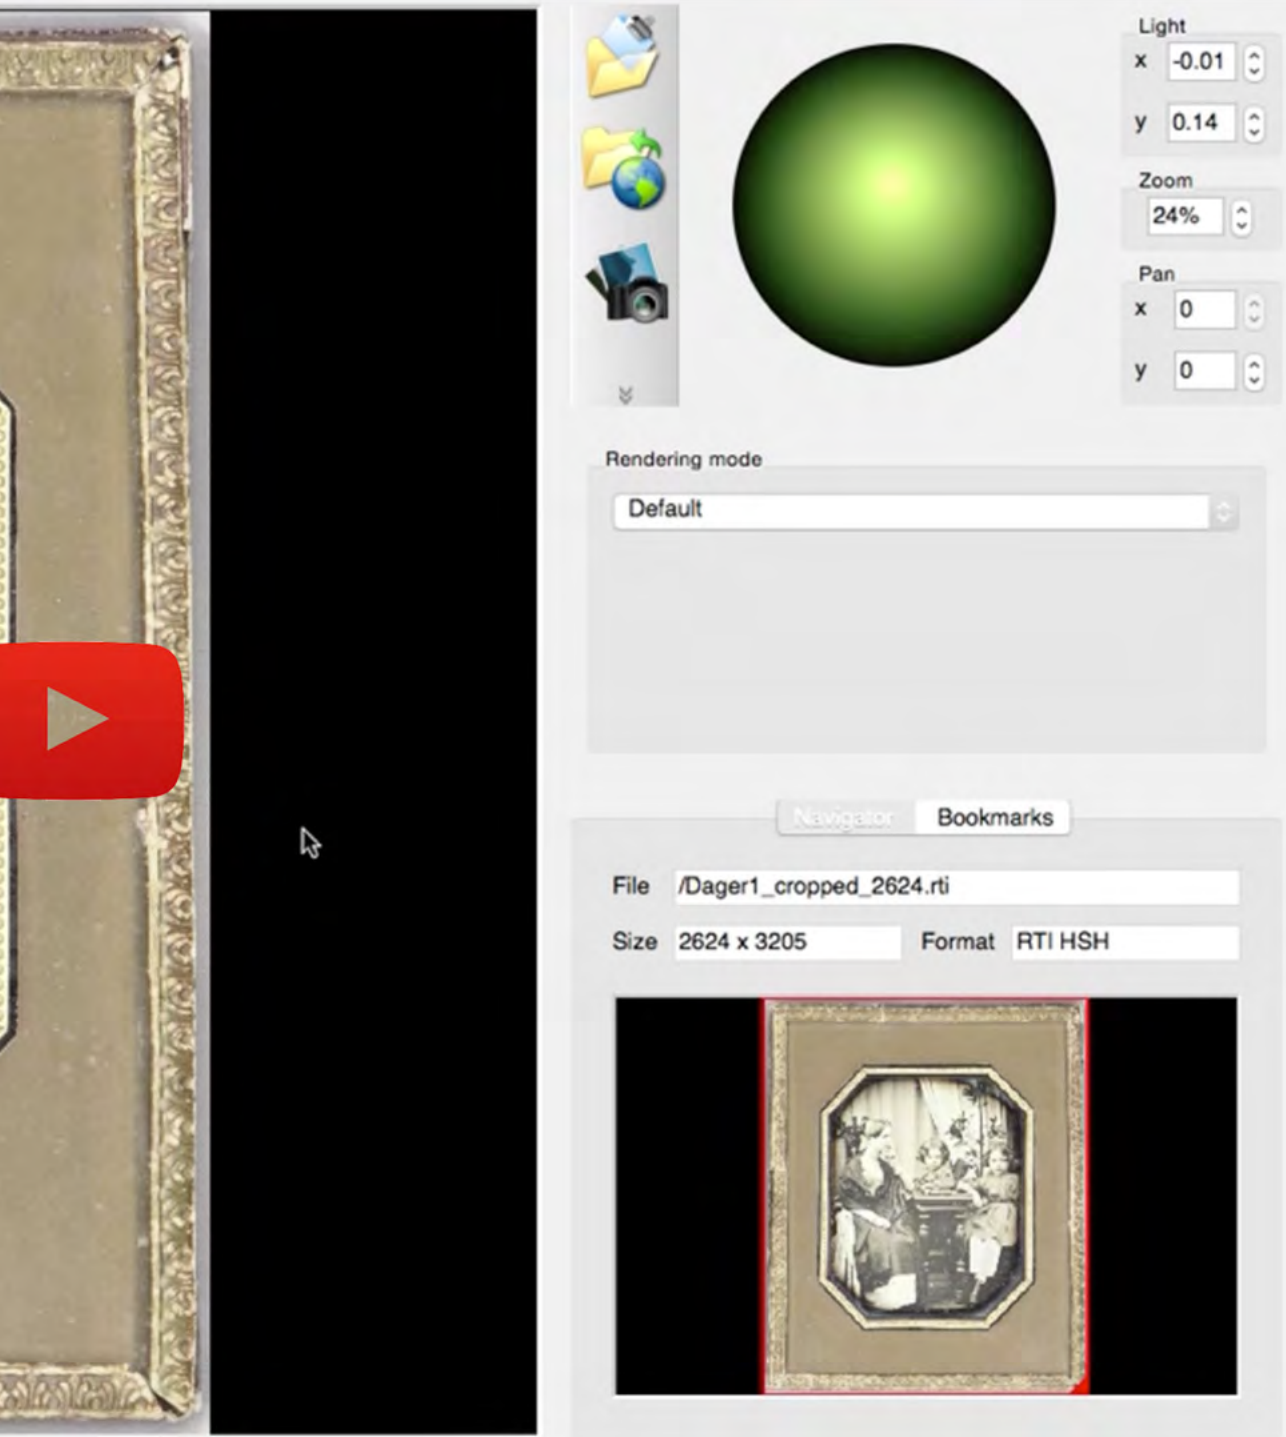 Light
x -0.01
y 0.14
Zoom
24%
Pan
x 0
y 0
Rendering mode
Default
Navigator Bookmarks
File /Dager1_cropped_2624.rti
Size 2624 x 3205 Format RTI HSH